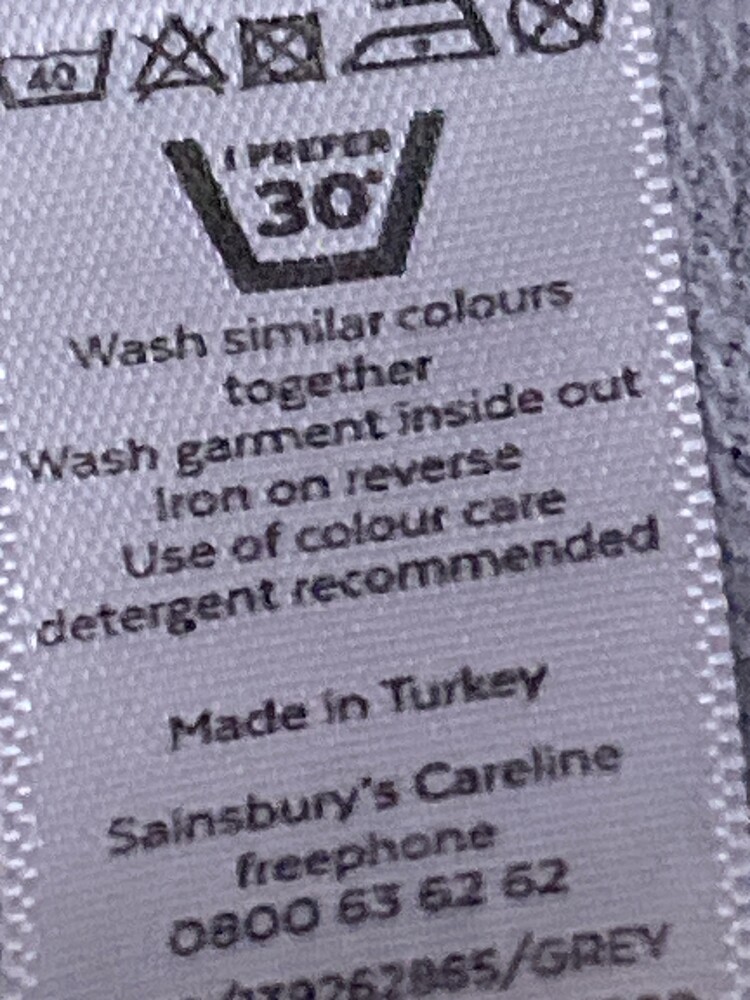 40
I PREFER
30°
Wash similar colours
together
Wash garment inside out
Iron on reverse
Use of colour care
detergent recommended
Made in Turkey
Sainsbury's Careline
freephone
0800 63 62 62
/GREY